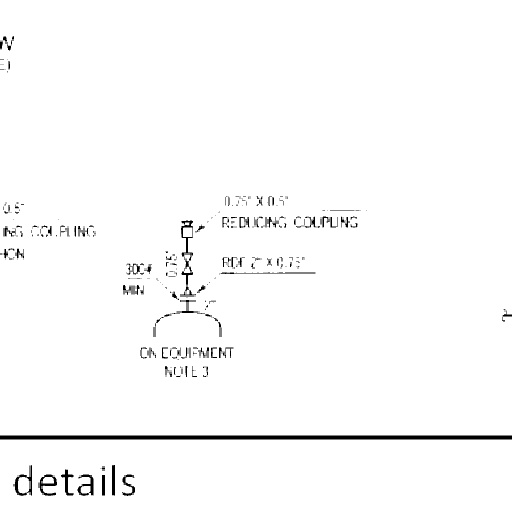 W
E)
0.5"
ING COUPLING
0.75" X 0.5"
REDUCING COUPLING
0.75"
300#
MIN
RDF 2" X 0.75"
2"
2"
ON EQUIPMENT
NOTE 3
details